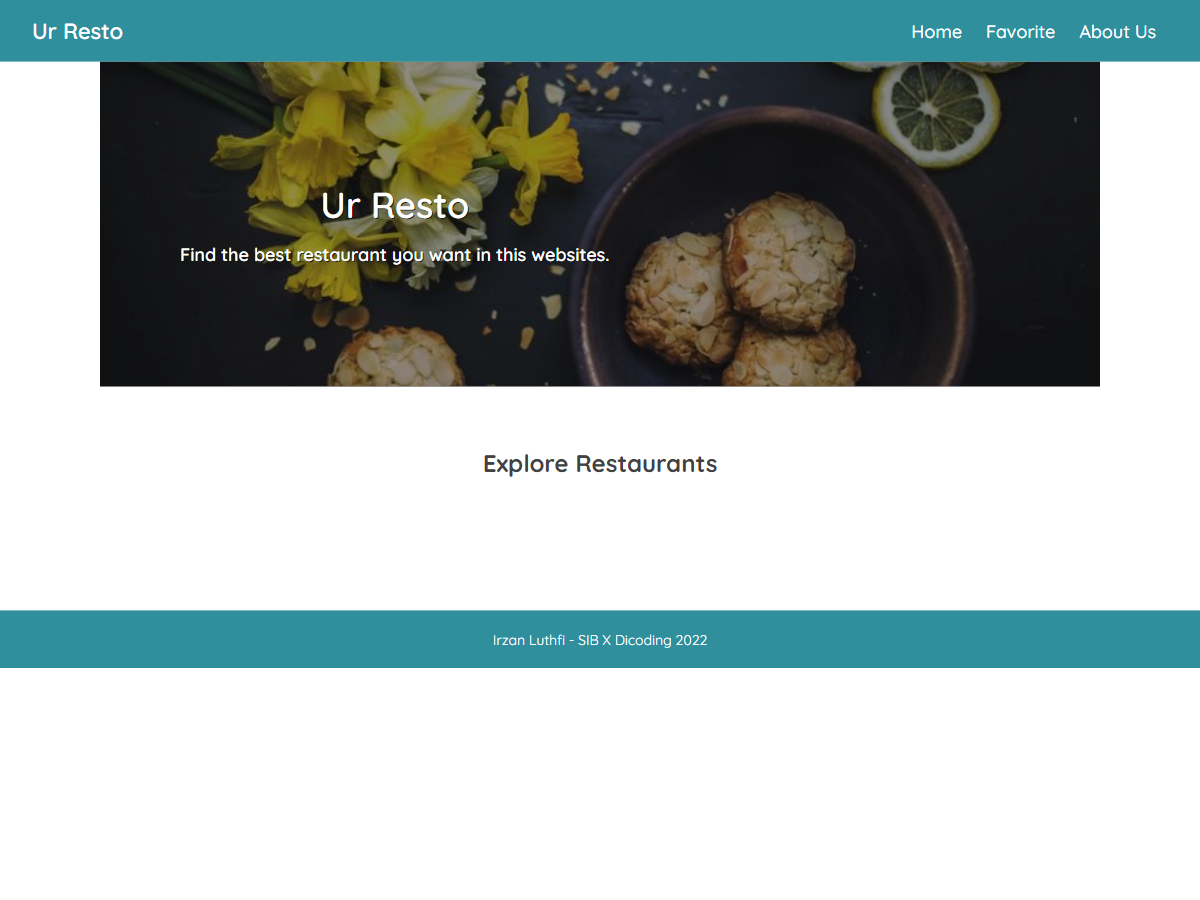 Ur Resto
Home Favorite About Us
Ur Resto
Find the best restaurant you want in this websites.
Explore Restaurants
Irzan Luthfi - SIB X Dicoding 2022